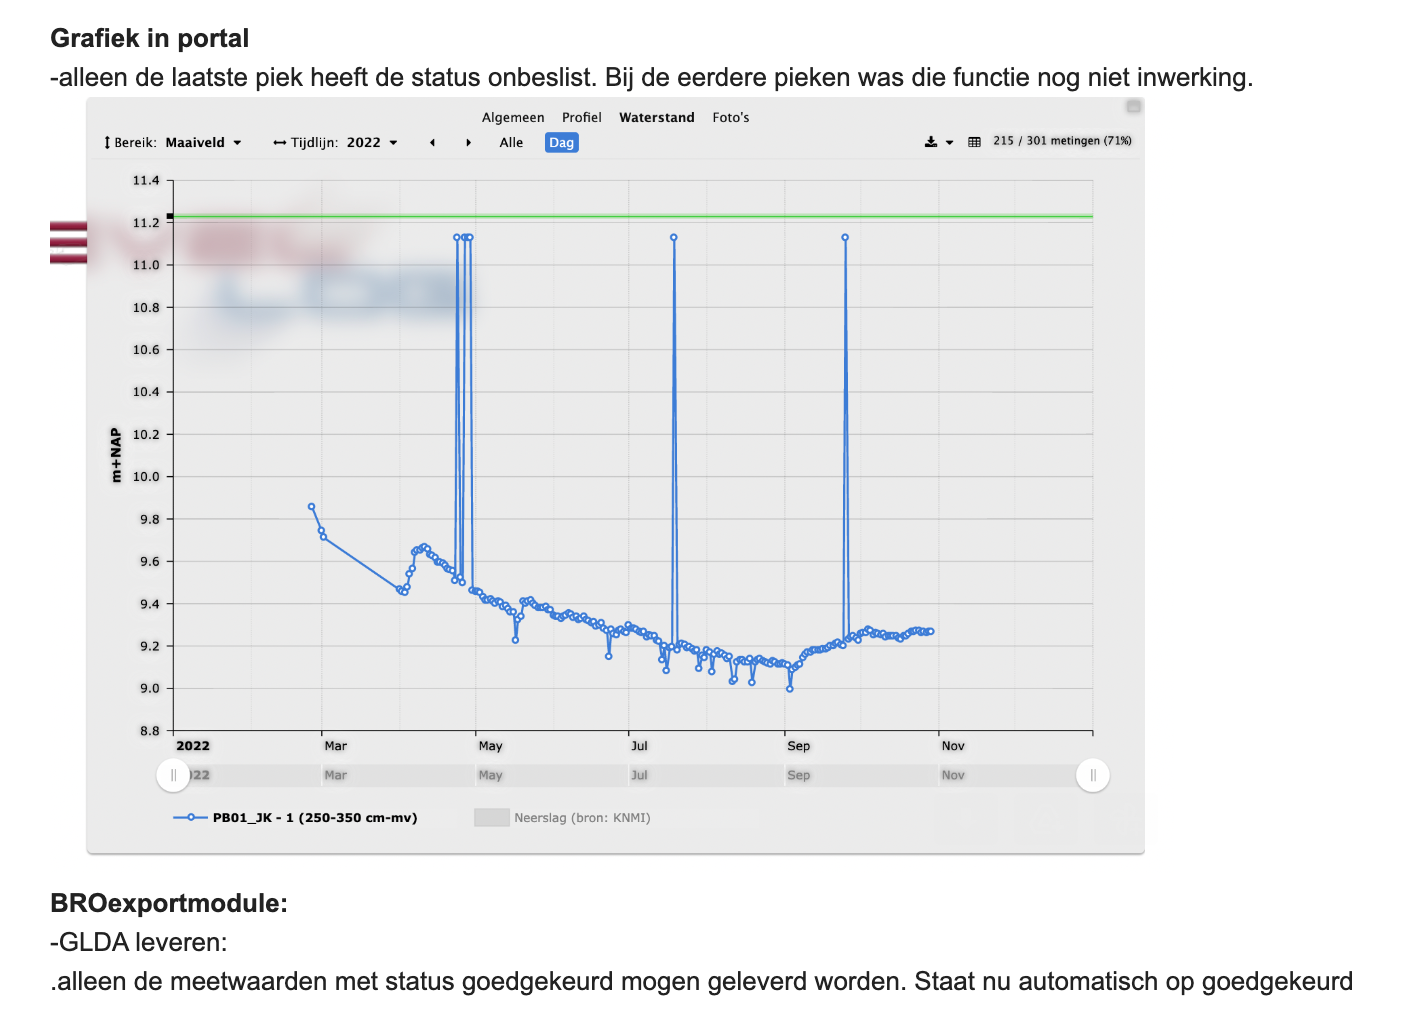 Grafiek in portal
-alleen de laatste piek heeft de status onbeslist. Bij de eerdere pieken was die functie nog niet inwerking.
Algemeen Profiel Waterstand Foto's
Bereik: Maaiveld Tijdlijn: 2022 Alle Dag 215 / 301 metingen (71%)
11.4
11.2
11.0
10.8
10.6
10.4
10.2
10.0
9.8
9.6
9.4
9.2
9.0
8.8
m+NAP
2022 Mar May Jul Sep Nov
22 Mar May Jul Sep Nov
PB01_JK - 1 (250-350 cm-mv) Neerslag (bron: KNMI)
BROexportmodule:
-GLDA leveren:
.alleen de meetwaarden met status goedgekeurd mogen geleverd worden. Staat nu automatisch op goedgekeurd